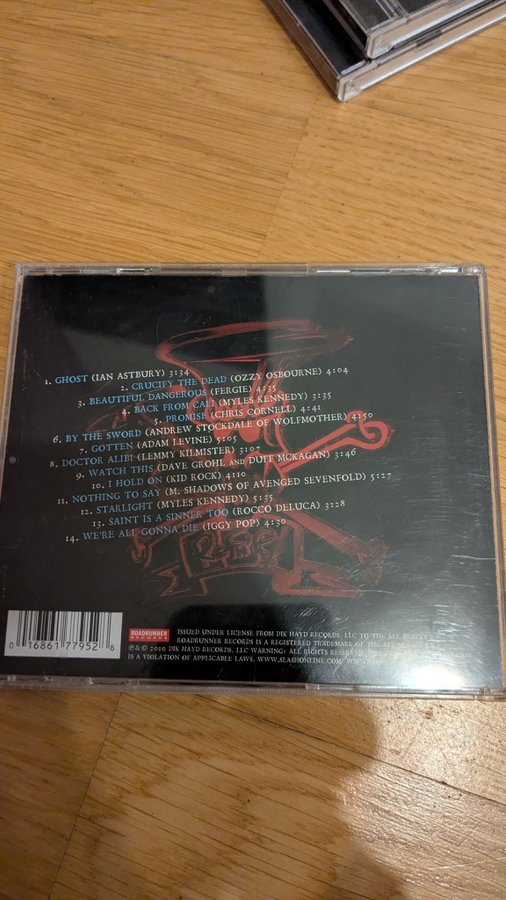 1. GHOST (IAN ASTBURY) 3:34
2. CRUCIFY THE DEAD (OZZY OSBOURNE) 4:04
3. BEAUTIFUL DANGEROUS (FERGIE) 4:35
4. BACK FROM CALI (MYLES KENNEDY) 3:35
5. PROMISE (CHRIS CORNELL) 4:41
6. BY THE SWORD (ANDREW STOCKDALE OF WOLFMOTHER) 4:50
7. GOTTEN (ADAM LEVINE) 5:05
8. DOCTOR ALIBI (LEMMY KILMISTER) 3:07
9. WATCH THIS (DAVE GROHL AND DUFF MCKAGAN) 3:46
10. I HOLD ON (KID ROCK) 4:10
11. NOTHING TO SAY (M. SHADOWS OF AVENGED SEVENFOLD) 5:27
12. STARLIGHT (MYLES KENNEDY) 5:35
13. SAINT IS A SINNER TOO (ROCCO DELUCA) 3:28
14. WE'RE ALL GONNA DIE (IGGY POP) 4:30
R&FR
0 16861 77952 8
ROADRUNNER
RECORDS
ISSUED UNDER LICENSE FROM DIK HAYD RECORDS, LLC TO
ROADRUNNER RECORDS IS A REGISTERED TRADEMARK OF
℗ & © 2010 DIK HAYD RECORDS, LLC WARNING: ALL RIGHTS RESERVED.
IS A VIOLATION OF APPLICABLE LAWS. WWW.SLASHONLINE.COM